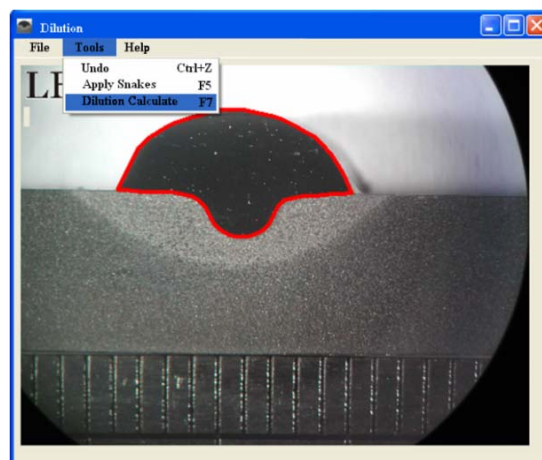 Dilution
File Tools Help
Undo Ctrl+Z
Apply Snakes F5
Dilution Calculate F7